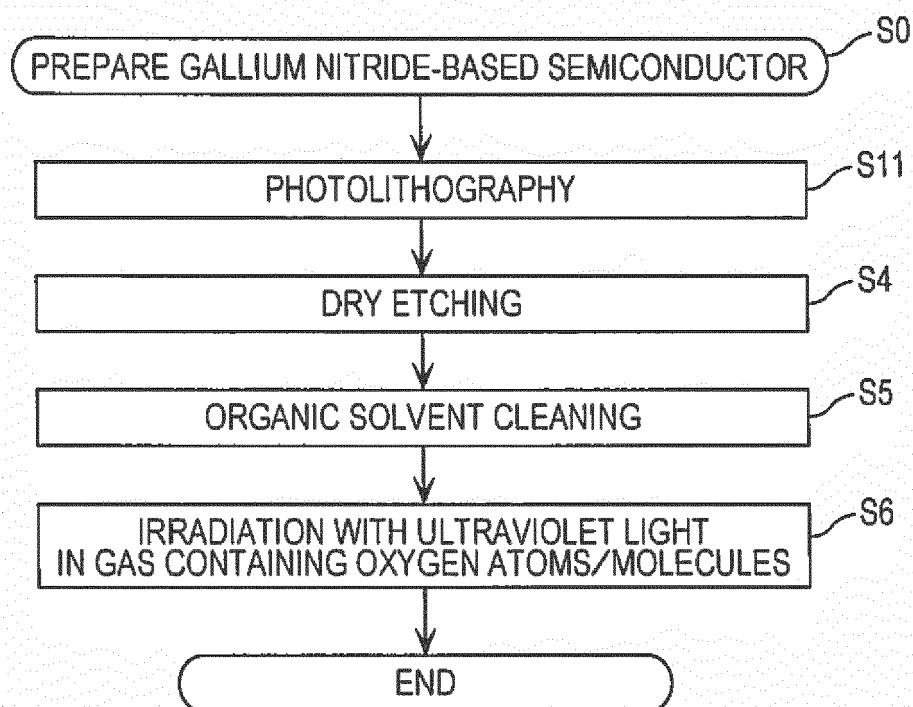 S0
PREPARE GALLIUM NITRIDE-BASED SEMICONDUCTOR
S11
PHOTOLITHOGRAPHY
S4
DRY ETCHING
S5
ORGANIC SOLVENT CLEANING
S6
IRRADIATION WITH ULTRAVIOLET LIGHT
IN GAS CONTAINING OXYGEN ATOMS/MOLECULES
END